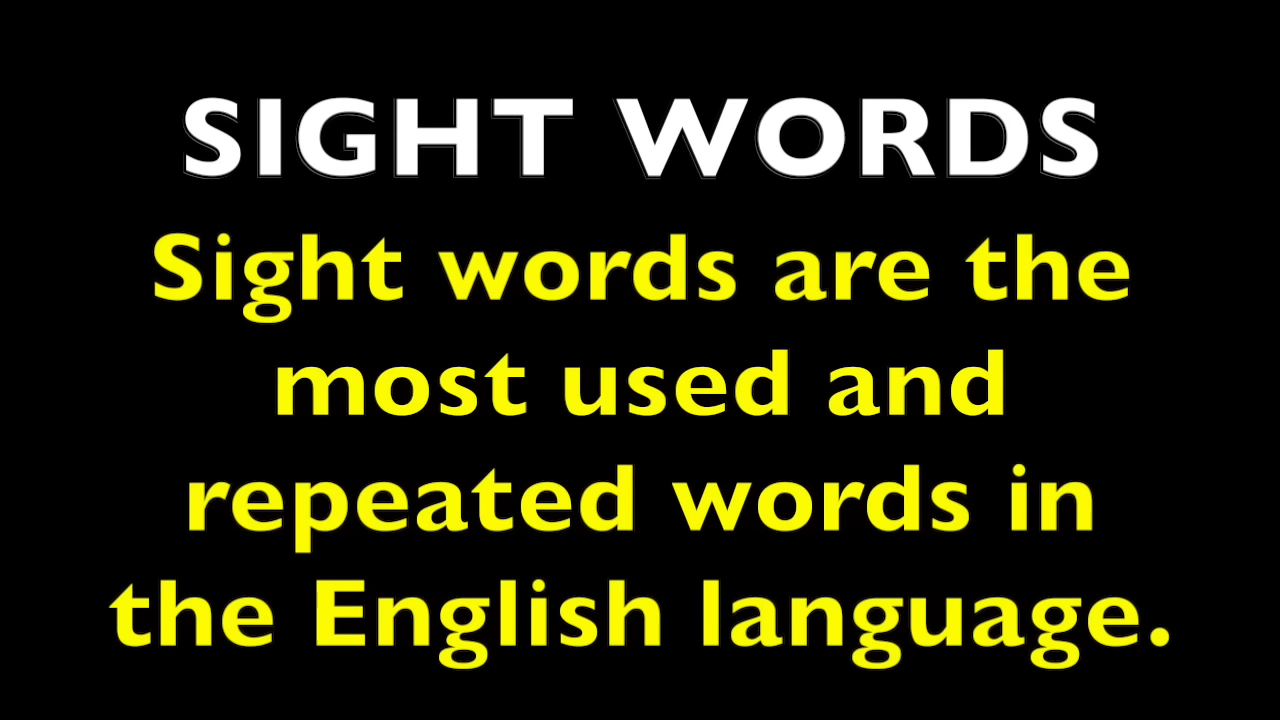 SIGHT WORDS
Sight words are the
most used and
repeated words in
the English language.